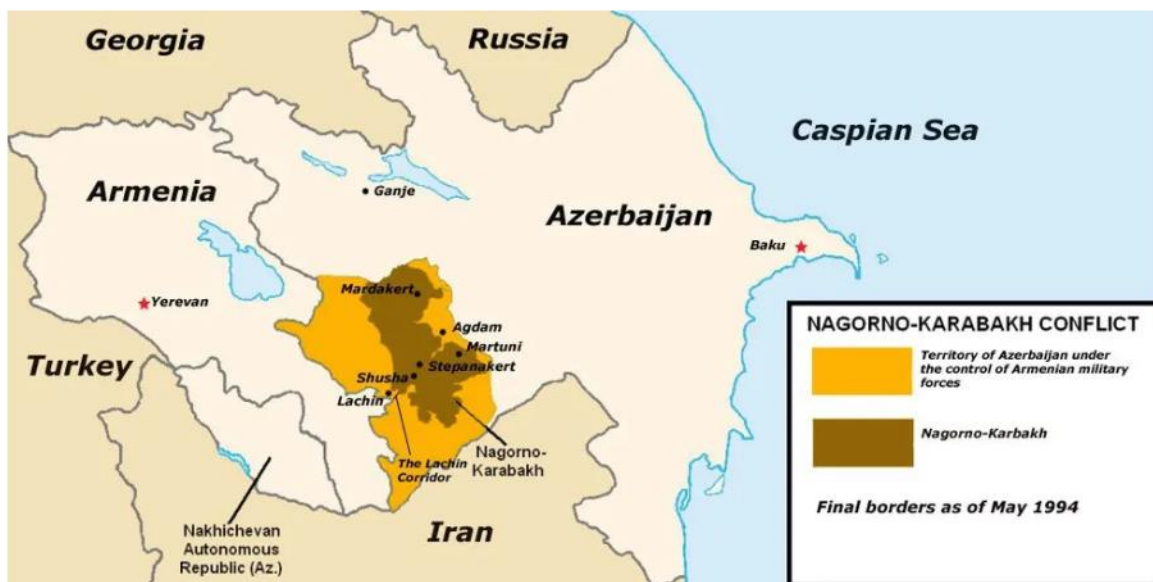 Georgia
Russia
Caspian Sea
Armenia
Ganje
Azerbaijan
Baku
Yerevan
Mardakert
Agdam
Martuni
Stepanakert
Shusha
Lachin
Turkey
The Lachin
Corridor
Nagorno-
Karabakh
Nakhichevan
Autonomous
Republic (Az.)
Iran
NAGORNO-KARABAKH CONFLICT
Territory of Azerbaijan under
the control of Armenian military
forces
Nagorno-Karbakh
Final borders as of May 1994